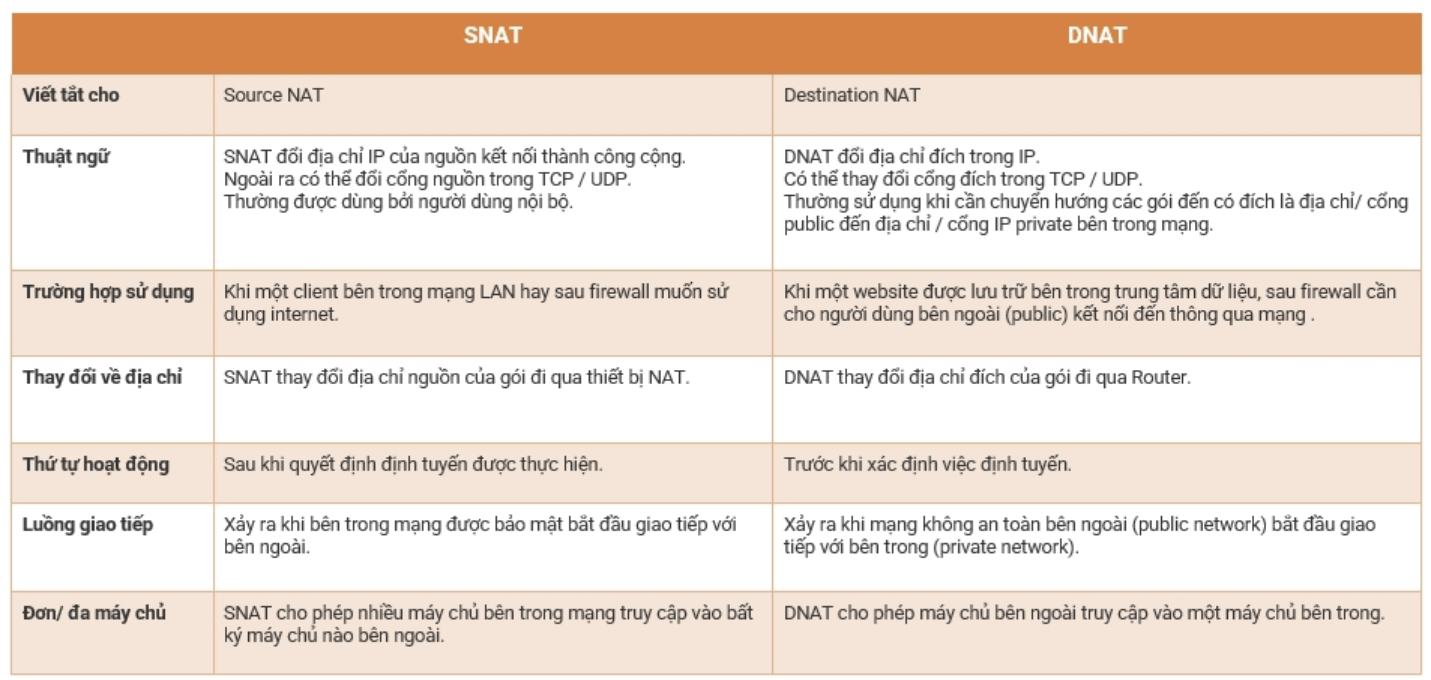 SNAT
DNAT
Viết tắt cho
Source NAT
Destination NAT
Thuật ngữ
SNAT đổi địa chỉ IP của nguồn kết nối thành công cộng.
Ngoài ra có thể đổi cổng nguồn trong TCP / UDP.
Thường được dùng bởi người dùng nội bộ.
DNAT đổi địa chỉ đích trong IP.
Có thể thay đổi cổng đích trong TCP / UDP.
Thường sử dụng khi cần chuyển hướng các gói đến có đích là địa chỉ/ cổng
public đến địa chỉ / cổng IP private bên trong mạng.
Trường hợp sử dụng
Khi một client bên trong mạng LAN hay sau firewall muốn sử
dụng internet.
Khi một website được lưu trữ bên trong trung tâm dữ liệu, sau firewall cần
cho người dùng bên ngoài (public) kết nối đến thông qua mạng .
Thay đổi về địa chỉ
SNAT thay đổi địa chỉ nguồn của gói đi qua thiết bị NAT.
DNAT thay đổi địa chỉ đích của gói đi qua Router.
Thứ tự hoạt động
Sau khi quyết định định tuyến được thực hiện.
Trước khi xác định việc định tuyến.
Luồng giao tiếp
Xảy ra khi bên trong mạng được bảo mật bắt đầu giao tiếp với
bên ngoài.
Xảy ra khi mạng không an toàn bên ngoài (public network) bắt đầu giao
tiếp với bên trong (private network).
Đơn/ đa máy chủ
SNAT cho phép nhiều máy chủ bên trong mạng truy cập vào bất
kỳ máy chủ nào bên ngoài.
DNAT cho phép máy chủ bên ngoài truy cập vào một máy chủ bên trong.